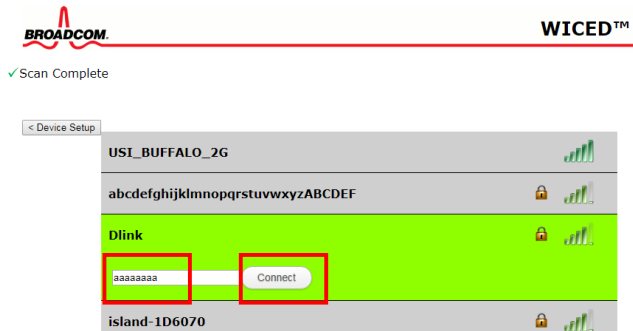 BROADCOM.
WICED™
✓Scan Complete
< Device Setup
USI_BUFFALO_2G
abcdefghijklmnopqrstuvwxyzABCDEF
Dlink
aaaaaaaa
Connect
island-1D6070